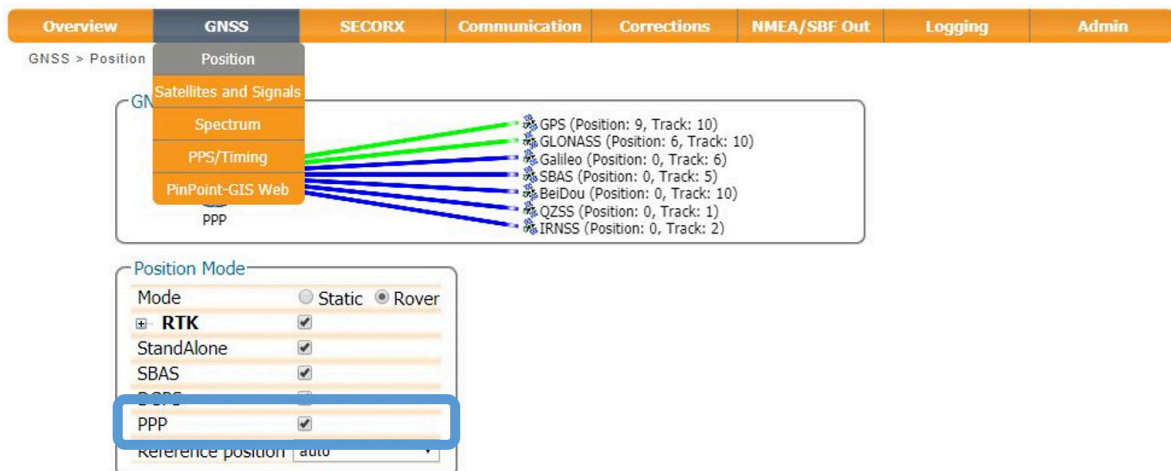 Overview GNSS SECORX Communication Corrections NMEA/SBF Out Logging Admin
GNSS > Position
Position
Satellites and Signals
Spectrum
PPS/Timing
PinPoint-GIS Web
GN
GPS (Position: 9, Track: 10)
GLONASS (Position: 6, Track: 10)
Galileo (Position: 0, Track: 6)
SBAS (Position: 0, Track: 5)
BeiDou (Position: 0, Track: 10)
QZSS (Position: 0, Track: 1)
IRNSS (Position: 0, Track: 2)
PPP
Position Mode
Mode Static Rover
RTK
StandAlone
SBAS
DGPS
PPP
Reference position auto